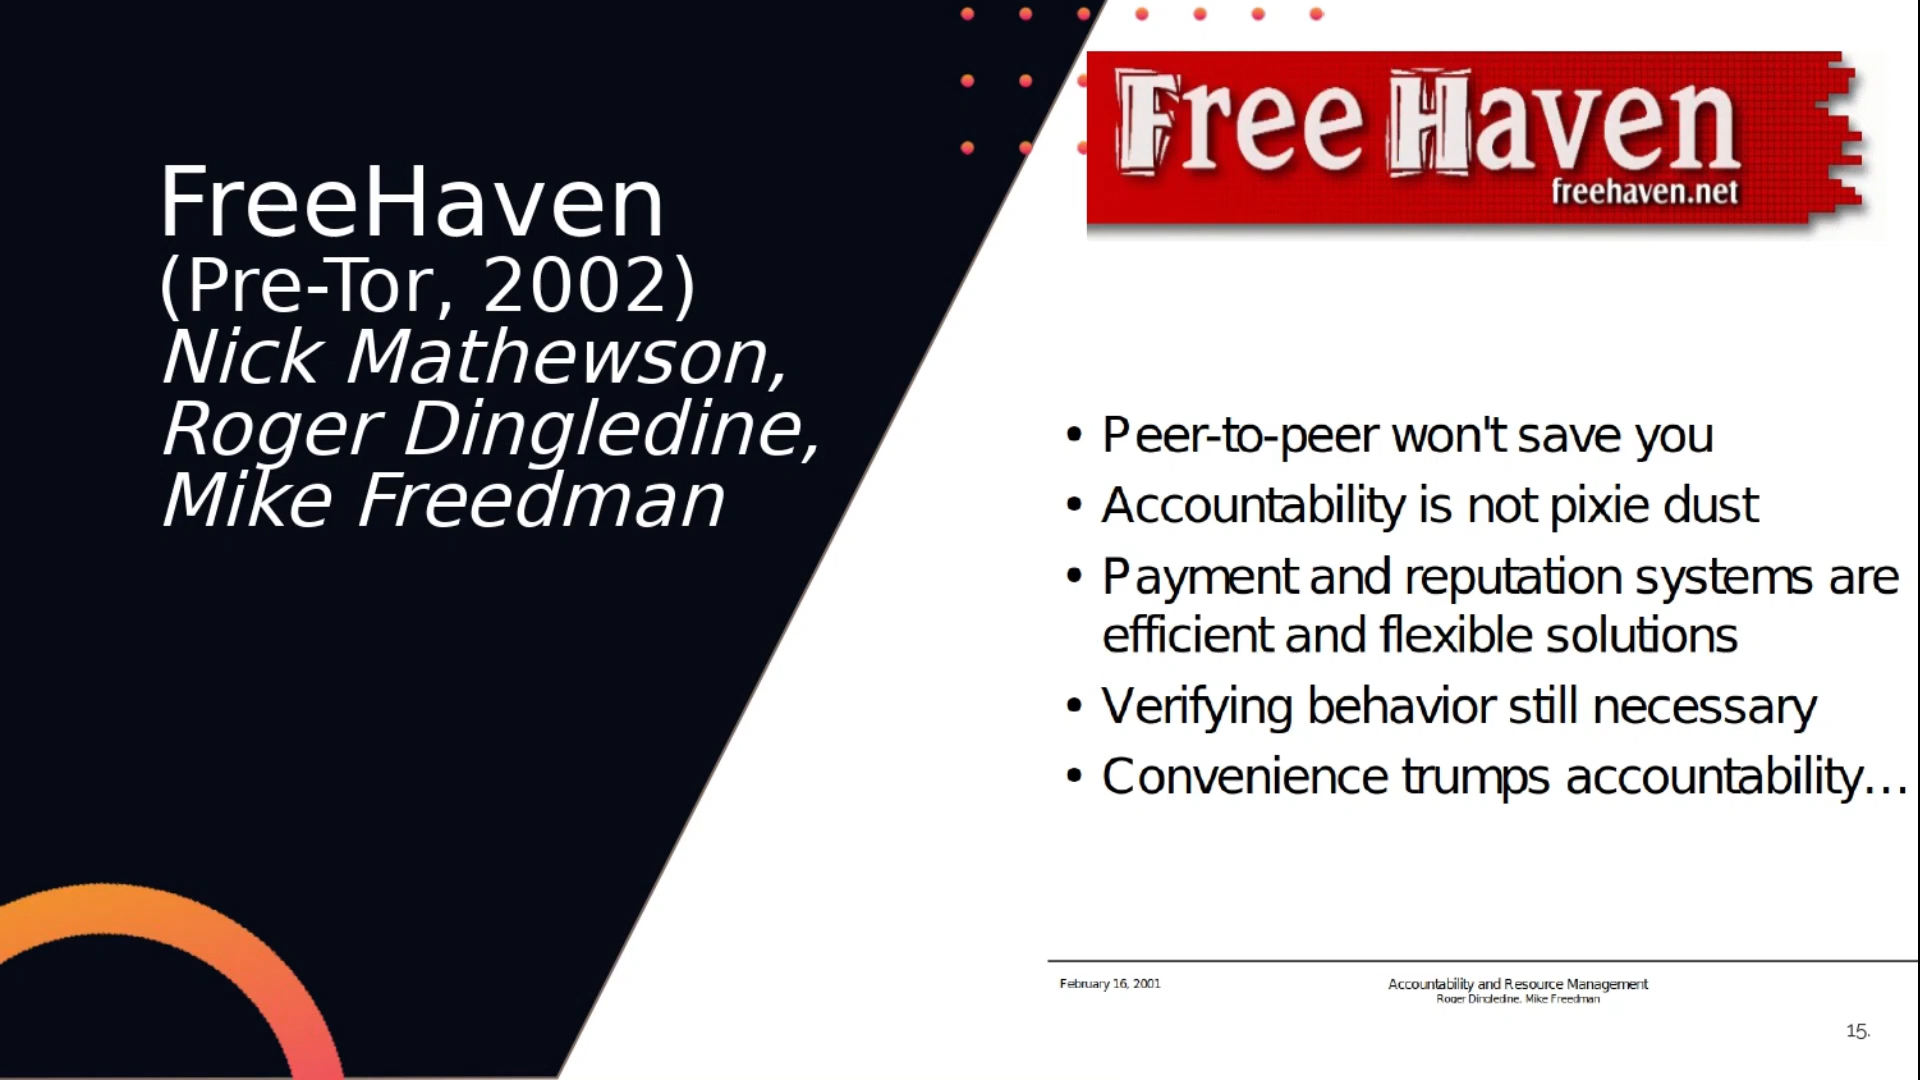 FreeHaven
(Pre-Tor, 2002)
Nick Mathewson,
Roger Dingledine,
Mike Freedman
Free Haven
freehaven.net
• Peer-to-peer won't save you
• Accountability is not pixie dust
• Payment and reputation systems are
efficient and flexible solutions
• Verifying behavior still necessary
• Convenience trumps accountability…
February 16, 2001
Accountability and Resource Management
Roger Dingledine, Mike Freedman
15.